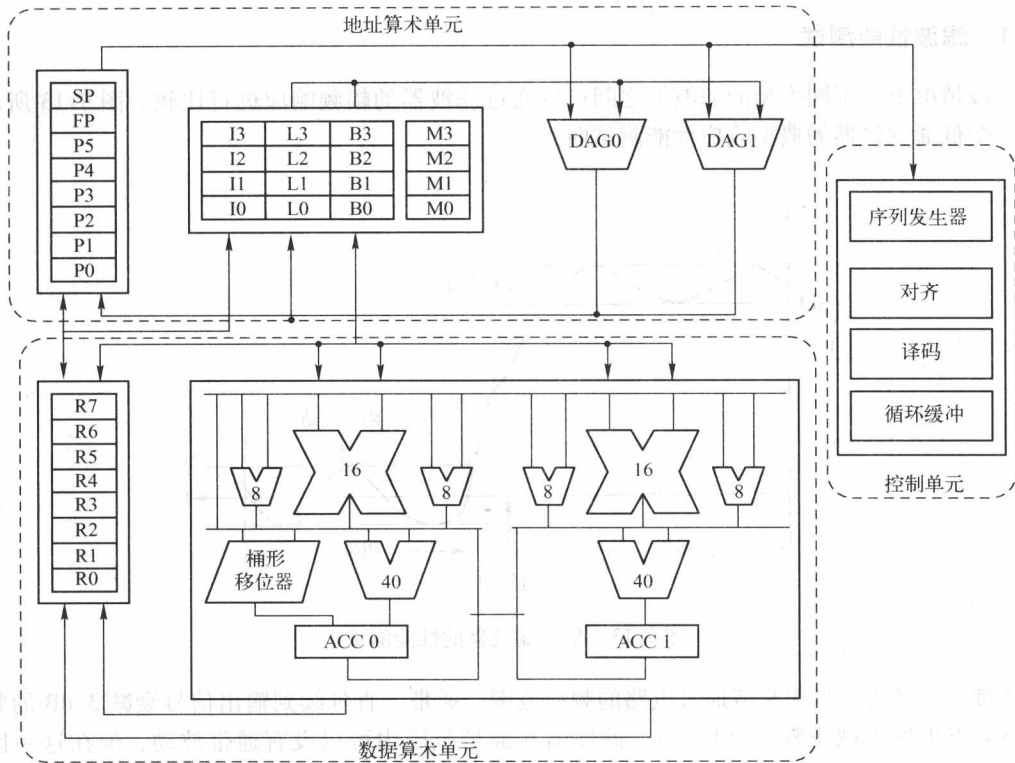 地址算术单元
SP
FP
P5
P4
P3
P2
P1
P0
I3 L3 B3 M3
I2 L2 B2 M2
I1 L1 B1 M1
I0 L0 B0 M0
DAG0 DAG1
序列发生器
对齐
译码
循环缓冲
控制单元
R7
R6
R5
R4
R3
R2
R1
R0
8 16 8 8 16 8
桶形
移位器
40 40
ACC 0 ACC 1
数据算术单元